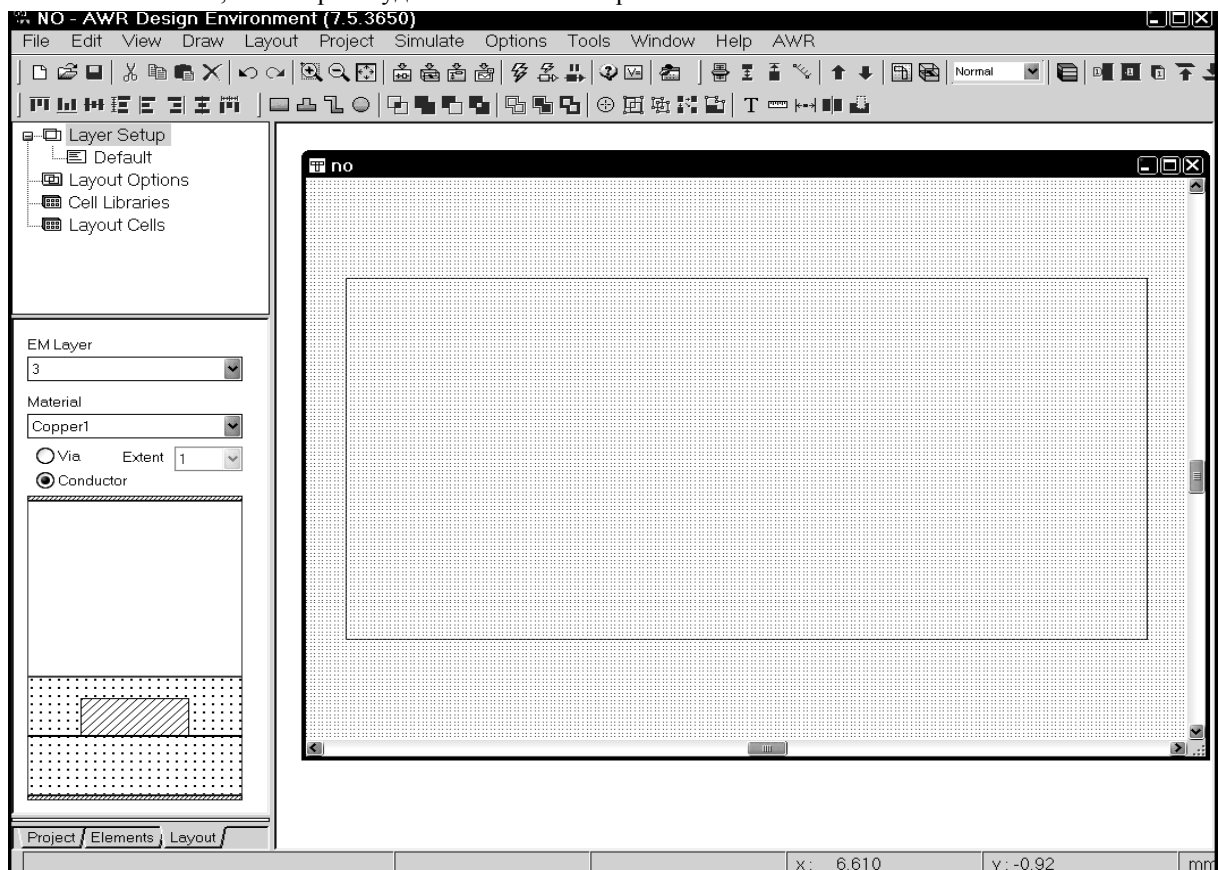 NO - AWR Design Environment (7.5.3650)
File Edit View Draw Layout Project Simulate Options Tools Window Help AWR
Normal
T
Layer Setup
Default
Layout Options
Cell Libraries
Layout Cells
no
EM Layer
3
Material
Copper1
Via Extent 1
Conductor
Project Elements Layout
x: 6.610 y: -0.92 mm